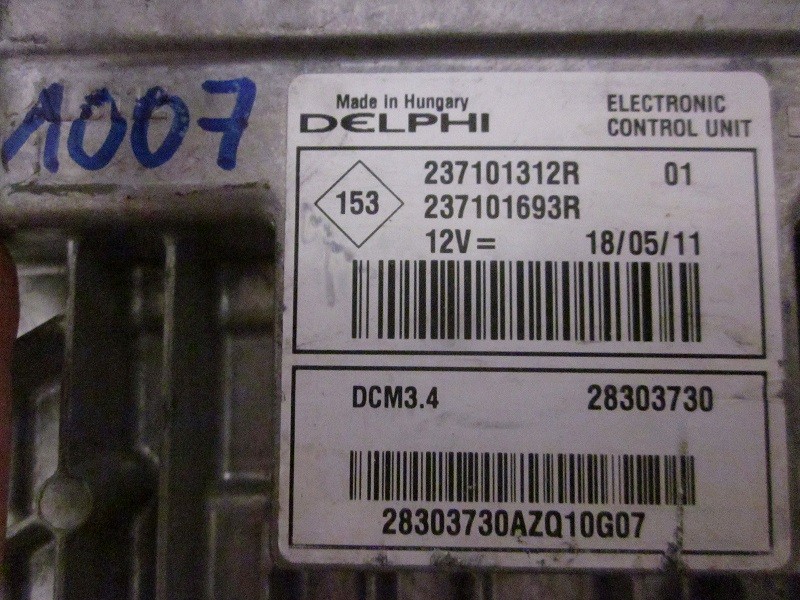 1007
Made in Hungary
DELPHI
ELECTRONIC
CONTROL UNIT
153
237101312R 01
237101693R
12V = 18/05/11
DCM3.4 28303730
28303730AZQ10G07